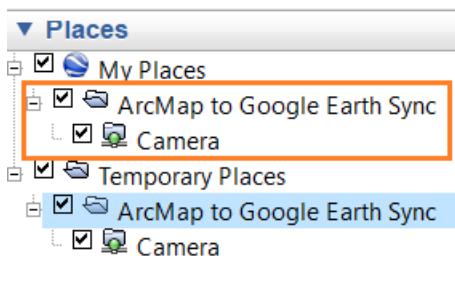 Places
My Places
ArcMap to Google Earth Sync
Camera
Temporary Places
ArcMap to Google Earth Sync
Camera